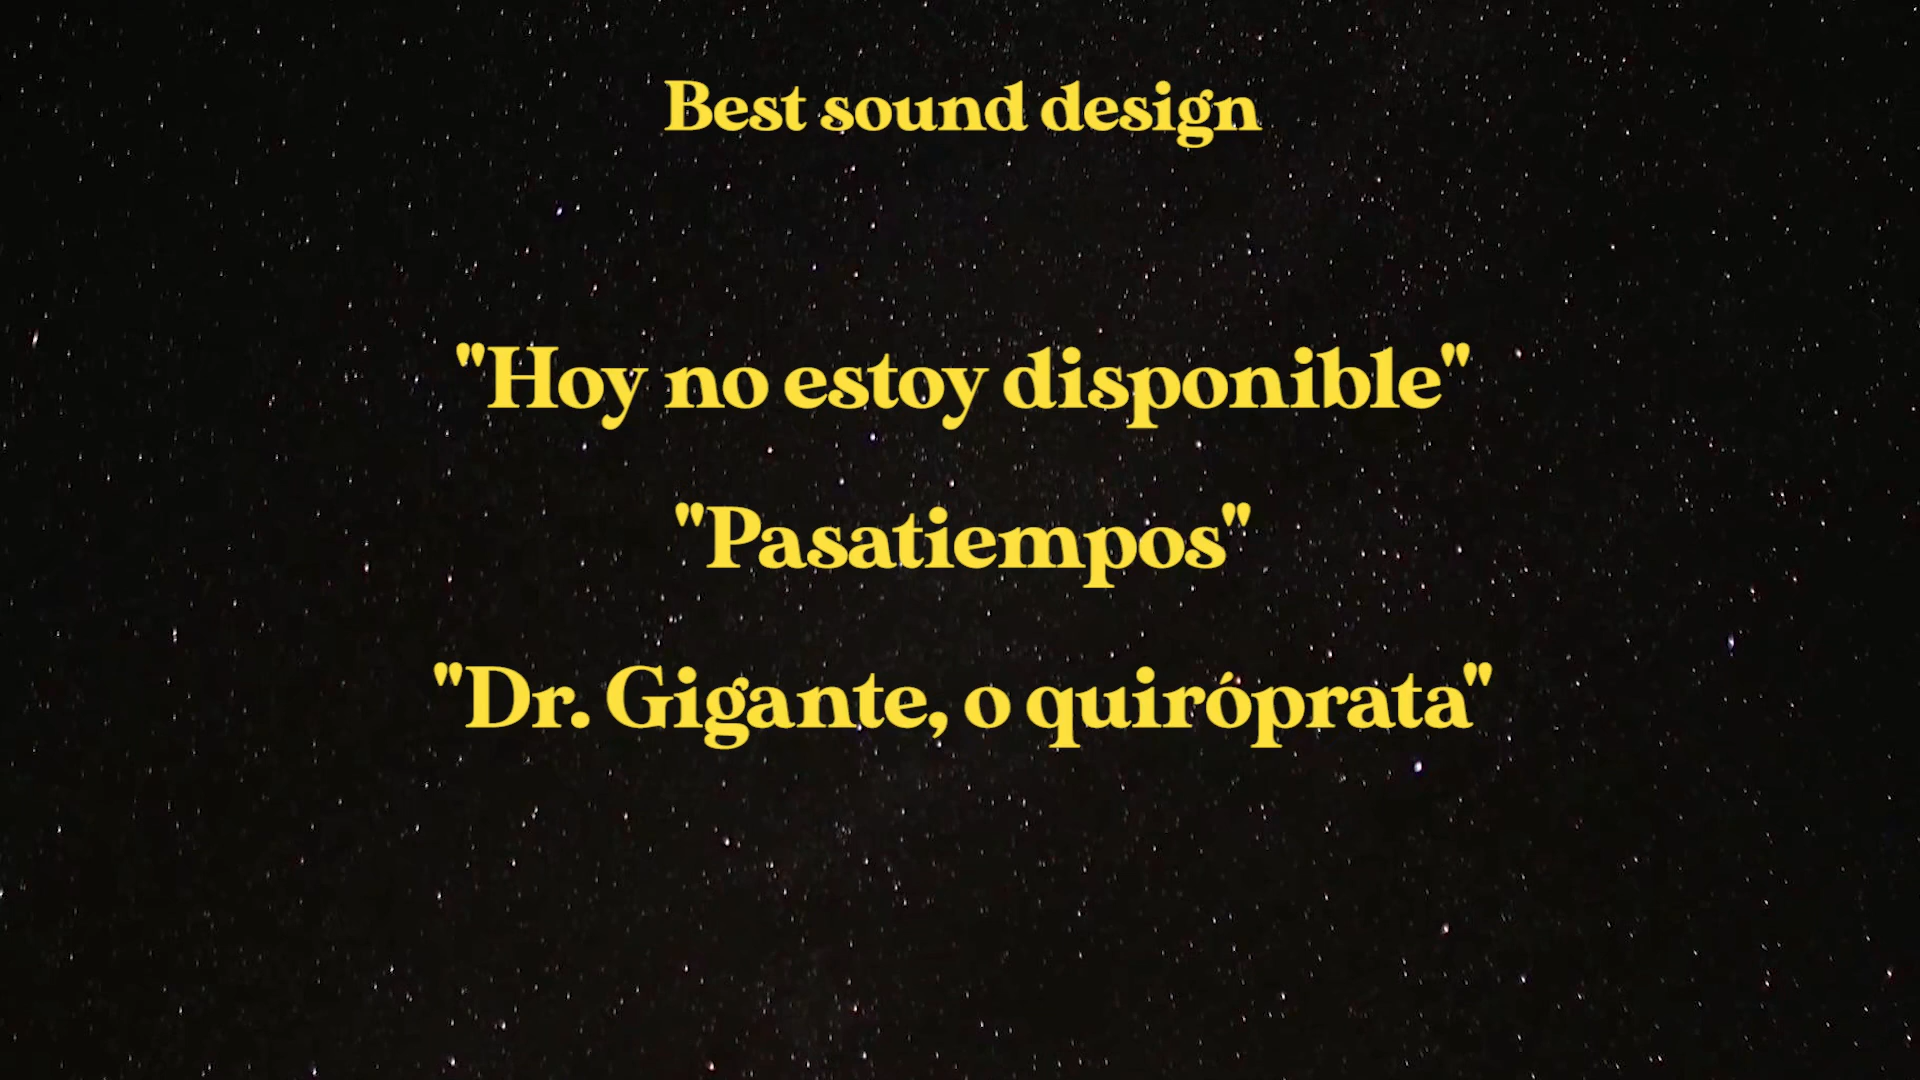 Best sound design
"Hoy no estoy disponible"
"Pasatiempos"
"Dr. Gigante, o quiróprata"